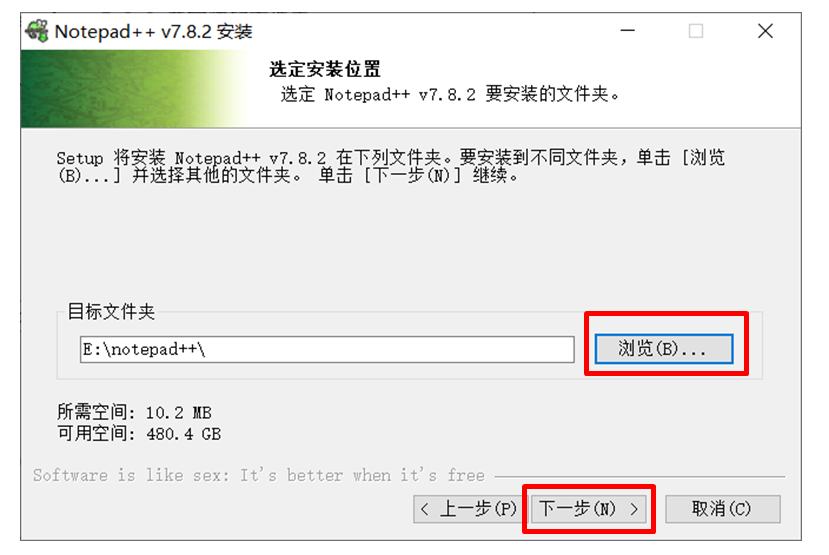 Notepad++ v7.8.2 安装
选定安装位置
选定 Notepad++ v7.8.2 要安装的文件夹。
Setup 将安装 Notepad++ v7.8.2 在下列文件夹。要安装到不同文件夹，单击 [浏览
(B)...] 并选择其他的文件夹。 单击 [下一步(N)] 继续。
目标文件夹
E:\notepad++\
浏览(B)...
所需空间: 10.2 MB
可用空间: 480.4 GB
Software is like sex: It's better when it's free
< 上一步(P)
下一步(N) >
取消(C)